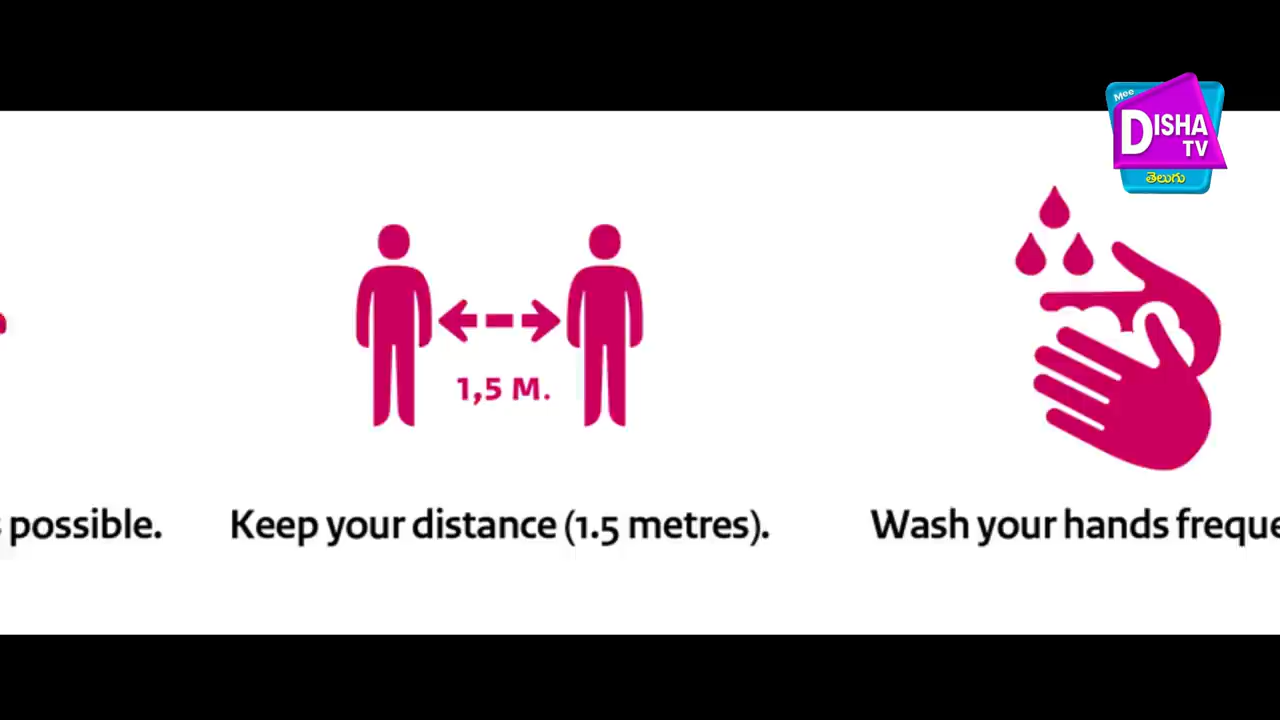 Mee
DISHA
TV
తెలుగు
1,5 M.
possible.
Keep your distance (1.5 metres).
Wash your hands freque